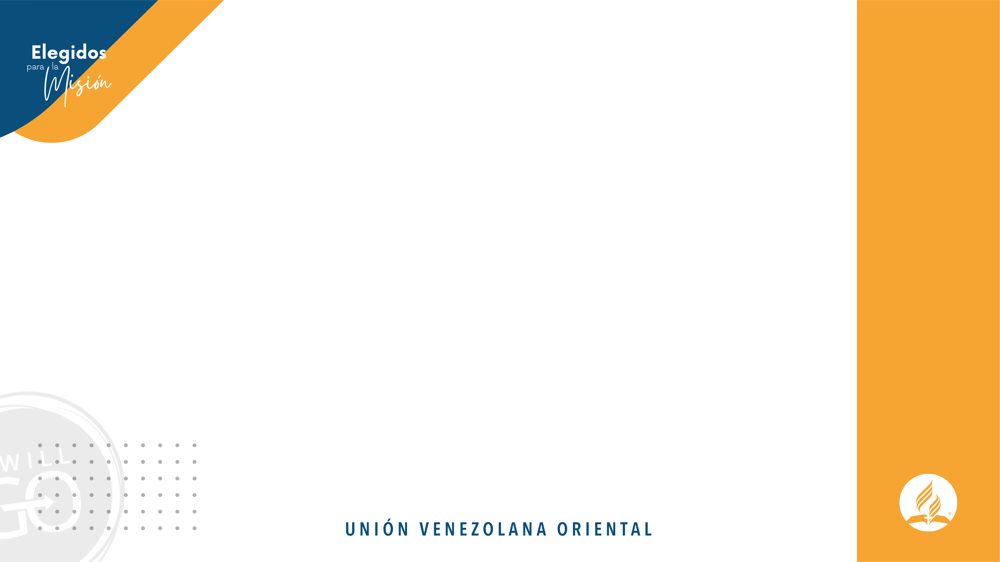 Elegidos
para la
Misión
WILL
GO
UNIÓN VENEZOLANA ORIENTAL
®